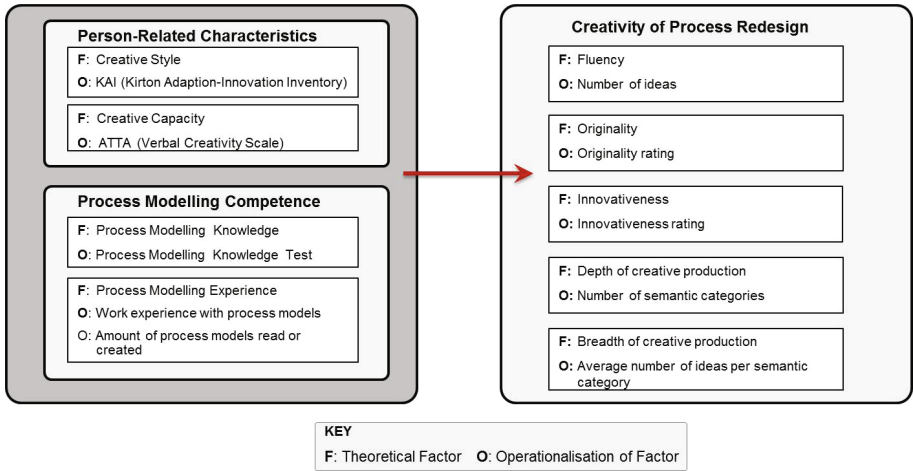 Person-Related Characteristics
F: Creative Style
O: KAI (Kirton Adaption-Innovation Inventory)
F: Creative Capacity
O: ATTA (Verbal Creativity Scale)
Process Modelling Competence
F: Process Modelling Knowledge
O: Process Modelling Knowledge Test
F: Process Modelling Experience
O: Work experience with process models
O: Amount of process models read or
created
Creativity of Process Redesign
F: Fluency
O: Number of ideas
F: Originality
O: Originality rating
F: Innovativeness
O: Innovativeness rating
F: Depth of creative production
O: Number of semantic categories
F: Breadth of creative production
O: Average number of ideas per semantic
category
KEY
F: Theoretical Factor O: Operationalisation of Factor